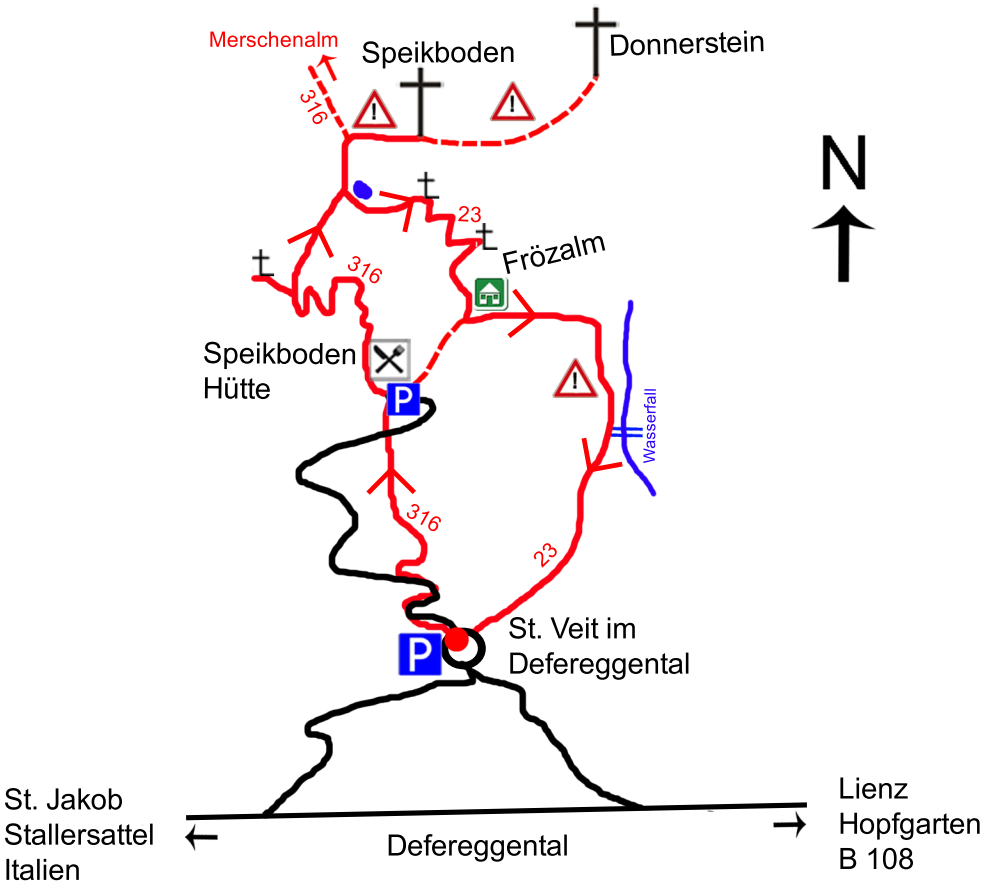 Merschenalm
Speikboden
Donnerstein
!
!
316
N
23
Frözalm
316
Speikboden
Hütte
!
P
Wasserfall
316
23
St. Veit im
Defereggental
P
St. Jakob
Stallersattel
Italien
Defereggental
Lienz
Hopfgarten
B 108